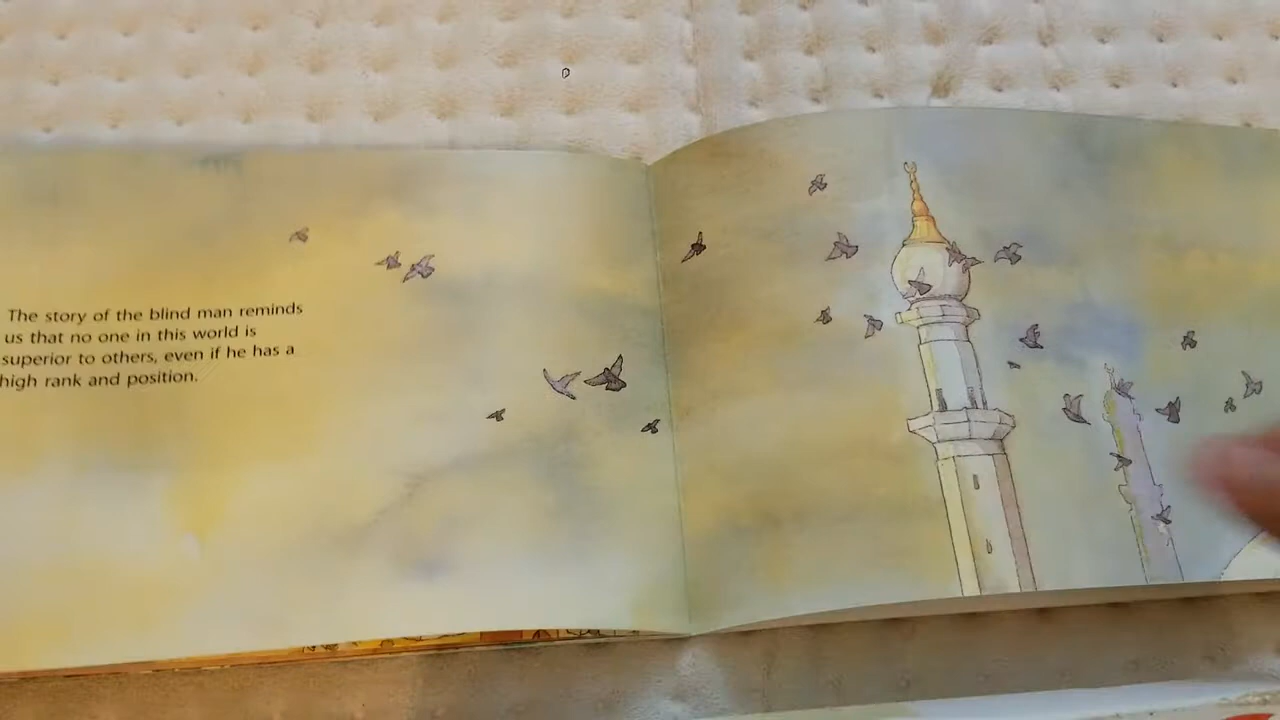 The story of the blind man reminds
us that no one in this world is
superior to others, even if he has a
high rank and position.